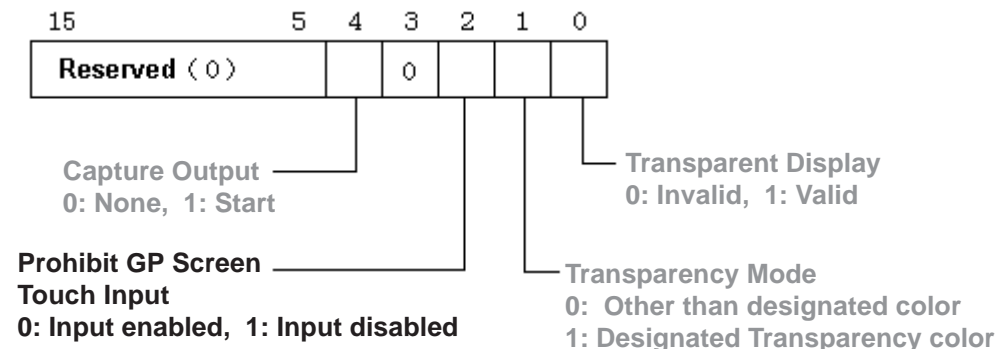 15 5 4 3 2 1 0
Reserved (0) 0
Capture Output
0: None, 1: Start
Transparent Display
0: Invalid, 1: Valid
Prohibit GP Screen
Touch Input
0: Input enabled, 1: Input disabled
Transparency Mode
0: Other than designated color
1: Designated Transparency color